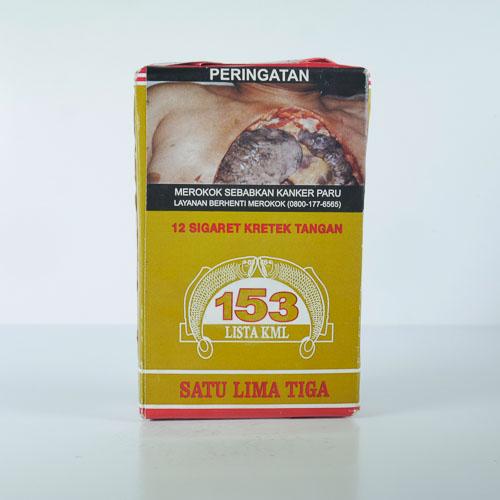 PERINGATAN
MEROKOK SEBABKAN KANKER PARU
LAYANAN BERHENTI MEROKOK (0800-177-6565)
12 SIGARET KRETEK TANGAN
153
LISTA KML
SATU LIMA TIGA